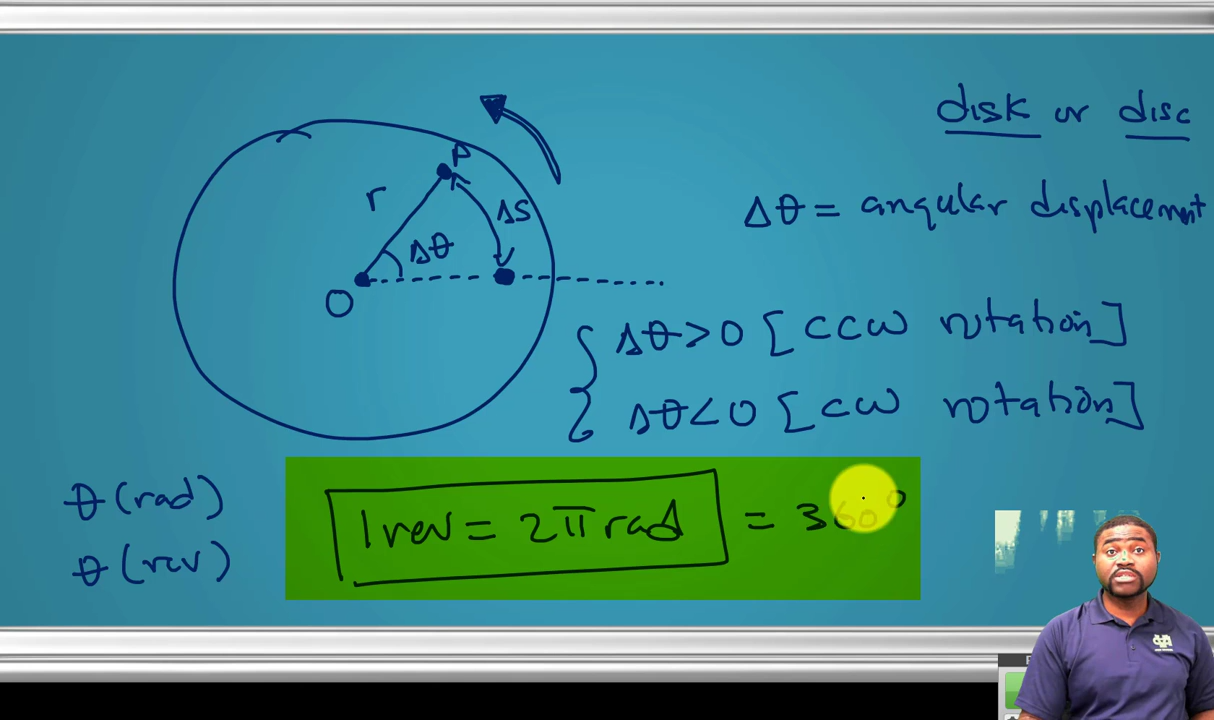 disk or disc
P
r
ΔS
Δθ
O
Δθ = angular displacement
Δθ>0 [ccw rotation]
Δθ<0 [cw rotation]
θ (rad)
θ (rev)
1 rev = 2π rad = 360°